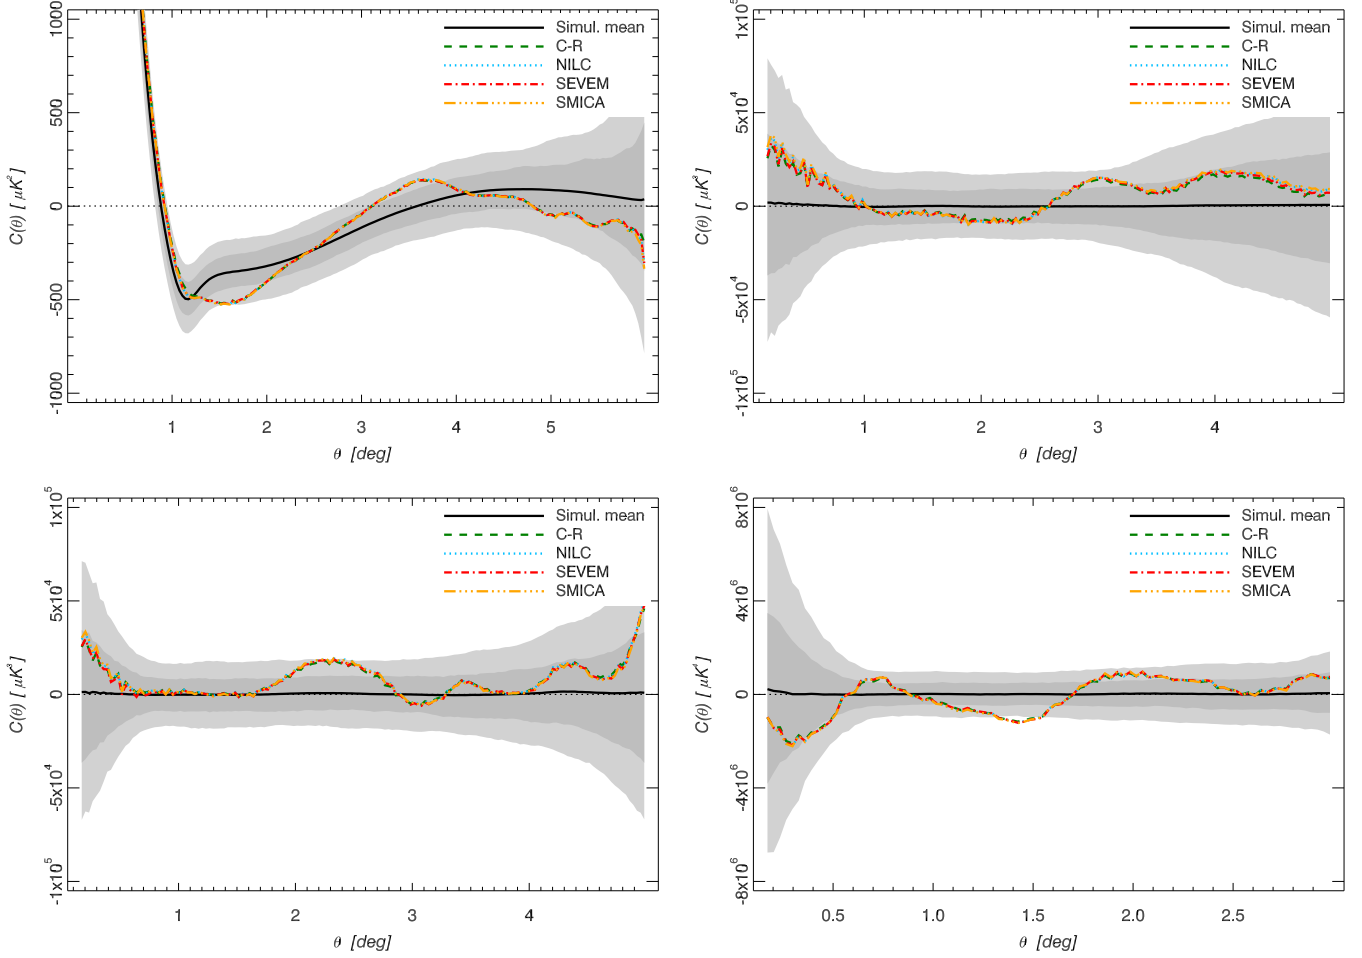 Simul. mean
C-R
NILC
SEVEM
SMICA
1000
500
0
-500
-1000
C(θ) [ μK² ]
1 2 3 4 5
θ [deg]
Simul. mean
C-R
NILC
SEVEM
SMICA
1x10⁵
5x10⁴
0
-5x10⁴
-1x10⁵
C(θ) [ μK³ ]
1 2 3 4
θ [deg]
Simul. mean
C-R
NILC
SEVEM
SMICA
1x10⁵
5x10⁴
0
-5x10⁴
-1x10⁵
C(θ) [ μK³ ]
1 2 3 4
θ [deg]
Simul. mean
C-R
NILC
SEVEM
SMICA
8x10⁶
4x10⁶
0
-4x10⁶
-8x10⁶
C(θ) [ μK⁴ ]
0.5 1.0 1.5 2.0 2.5
θ [deg]